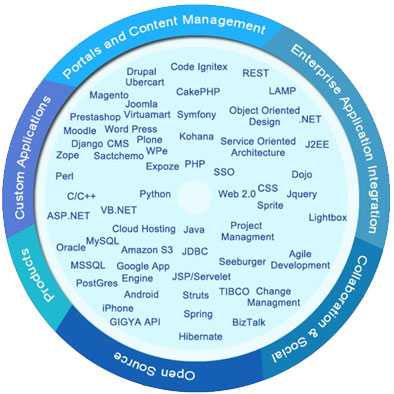 Portals and Content Management
Enterprise Application Integration
Collaboration & Social
Open Source
Products
Custom Applications
Drupal
Ubercart
Code Ignitex
REST
Magento
CakePHP
LAMP
Joomla
Virtuamart
Symfony
Object Oriented
Design
.NET
Prestashop
Moodle
Word Press
Kohana
Service Oriented
Architecture
J2EE
Django CMS
Plone
WPe
Zope
Sactchemo
Expoze
PHP
SSO
Dojo
Perl
C/C++
Python
Web 2.0
CSS
Sprite
Jquery
ASP.NET
VB.NET
Lightbox
Cloud Hosting
Java
Project
Managment
Oracle
MySQL
Amazon S3
JDBC
MSSQL
Google App
Engine
Seeburger
Agile
Development
PostGres
JSP/Servelet
Android
Struts
TIBCO
Change
Managment
iPhone
GIGYA API
Spring
BizTalk
Hibernate